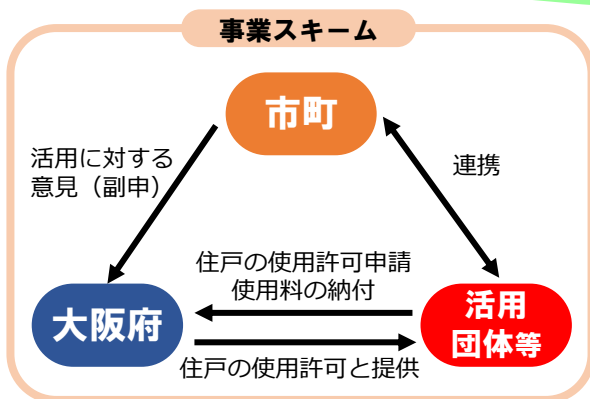 事業スキーム
市町
活用に対する
意見（副申）
連携
住戸の使用許可申請
使用料の納付
大阪府
活用
団体等
住戸の使用許可と提供